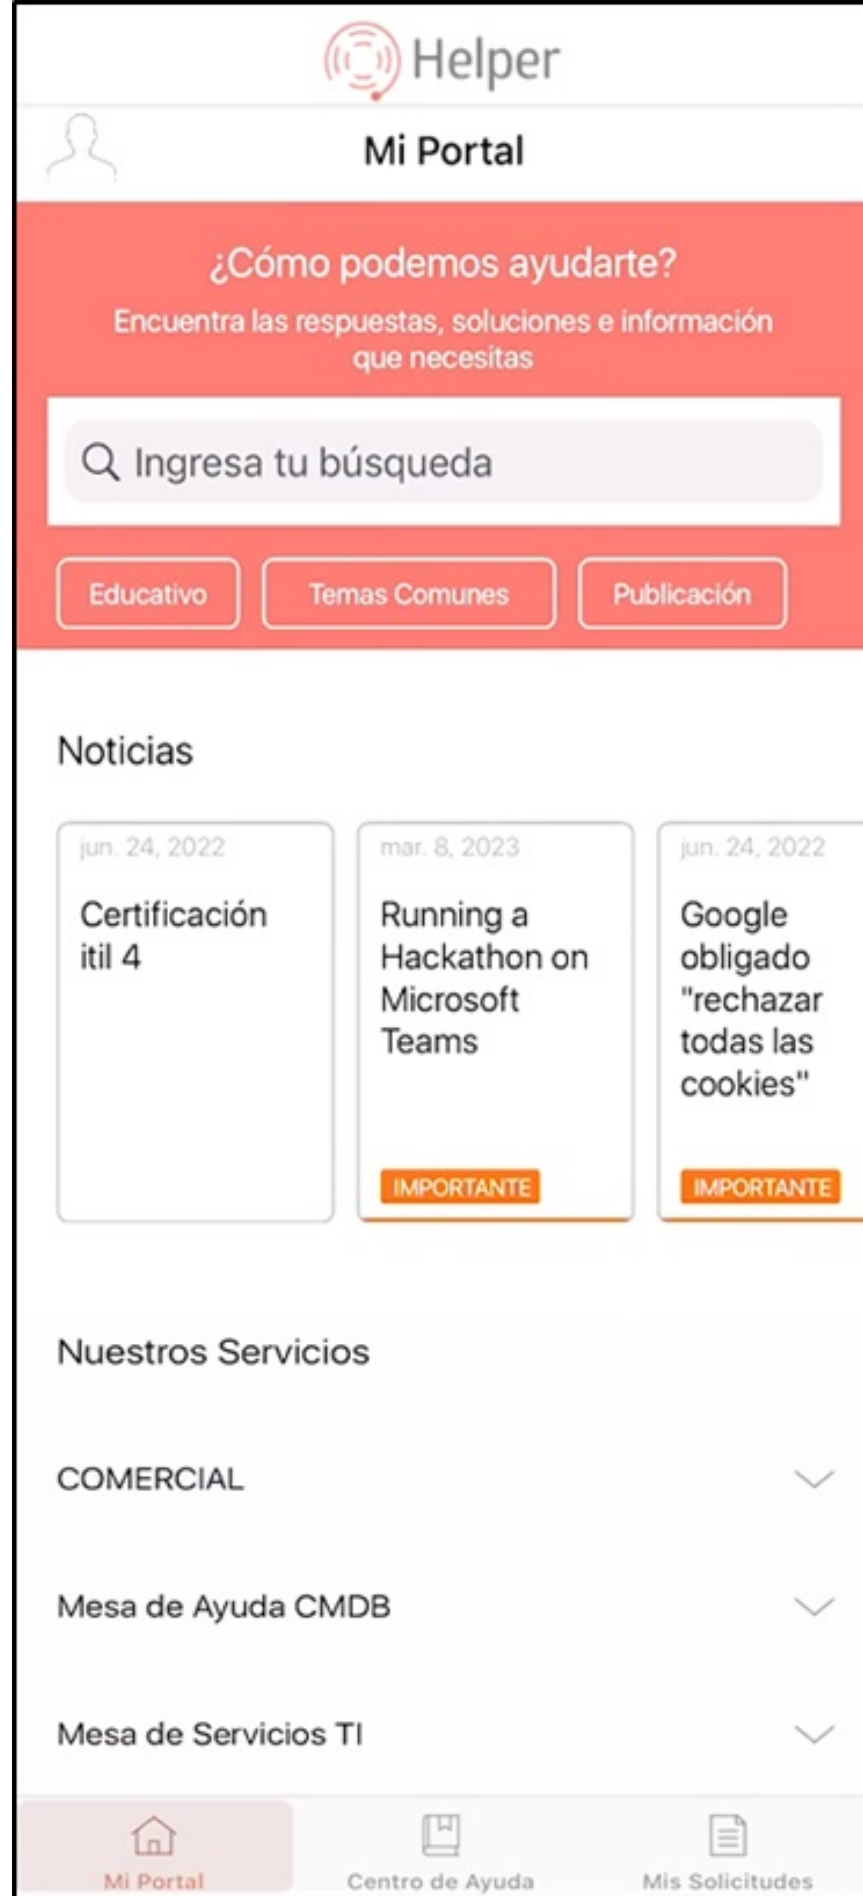 Helper
Mi Portal
¿Cómo podemos ayudarte?
Encuentra las respuestas, soluciones e información
que necesitas
Ingresa tu búsqueda
Educativo
Temas Comunes
Publicación
Noticias
jun. 24, 2022
Certificación
itil 4
mar. 8, 2023
Running a
Hackathon on
Microsoft
Teams
IMPORTANTE
jun. 24, 2022
Google
obligado
"rechazar
todas las
cookies"
IMPORTANTE
Nuestros Servicios
COMERCIAL
Mesa de Ayuda CMDB
Mesa de Servicios TI
Mi Portal
Centro de Ayuda
Mis Solicitudes